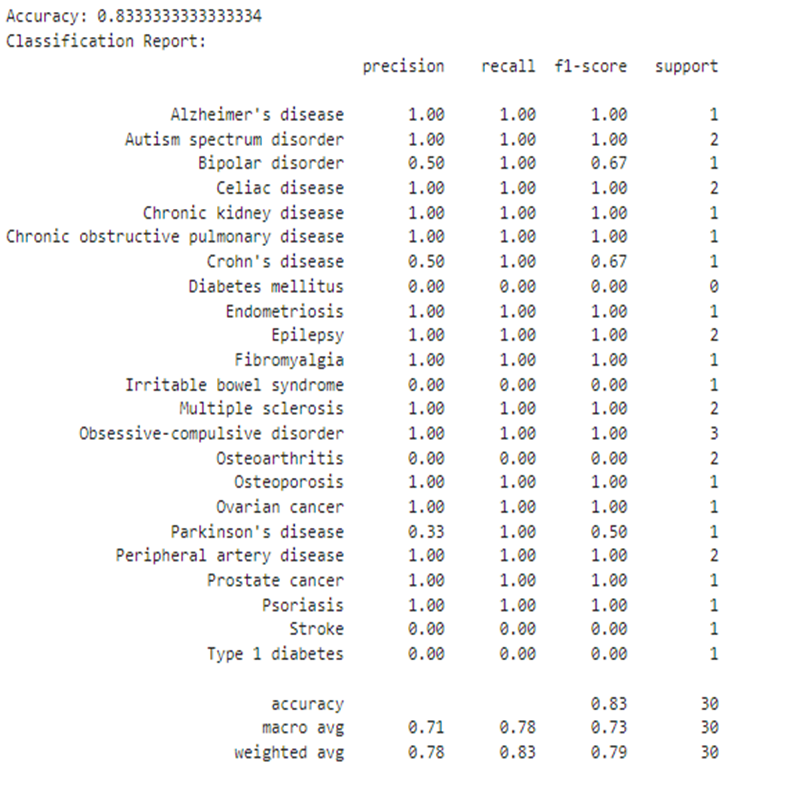 Accuracy: 0.8333333333333334
Classification Report:
precision recall f1-score support
Alzheimer's disease 1.00 1.00 1.00 1
Autism spectrum disorder 1.00 1.00 1.00 2
Bipolar disorder 0.50 1.00 0.67 1
Celiac disease 1.00 1.00 1.00 2
Chronic kidney disease 1.00 1.00 1.00 1
Chronic obstructive pulmonary disease 1.00 1.00 1.00 1
Crohn's disease 0.50 1.00 0.67 1
Diabetes mellitus 0.00 0.00 0.00 0
Endometriosis 1.00 1.00 1.00 1
Epilepsy 1.00 1.00 1.00 2
Fibromyalgia 1.00 1.00 1.00 1
Irritable bowel syndrome 0.00 0.00 0.00 1
Multiple sclerosis 1.00 1.00 1.00 2
Obsessive-compulsive disorder 1.00 1.00 1.00 3
Osteoarthritis 0.00 0.00 0.00 2
Osteoporosis 1.00 1.00 1.00 1
Ovarian cancer 1.00 1.00 1.00 1
Parkinson's disease 0.33 1.00 0.50 1
Peripheral artery disease 1.00 1.00 1.00 2
Prostate cancer 1.00 1.00 1.00 1
Psoriasis 1.00 1.00 1.00 1
Stroke 0.00 0.00 0.00 1
Type 1 diabetes 0.00 0.00 0.00 1
accuracy 0.83 30
macro avg 0.71 0.78 0.73 30
weighted avg 0.78 0.83 0.79 30